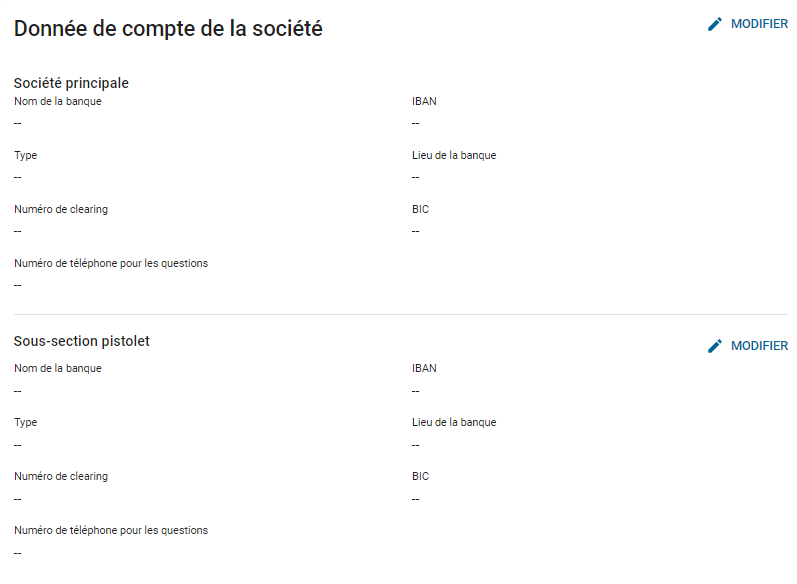 Donnée de compte de la société
MODIFIER
Société principale
Nom de la banque
IBAN
--
--
Type
Lieu de la banque
--
--
Numéro de clearing
BIC
--
--
Numéro de téléphone pour les questions
--
Sous-section pistolet
MODIFIER
Nom de la banque
IBAN
--
--
Type
Lieu de la banque
--
--
Numéro de clearing
BIC
--
--
Numéro de téléphone pour les questions
--